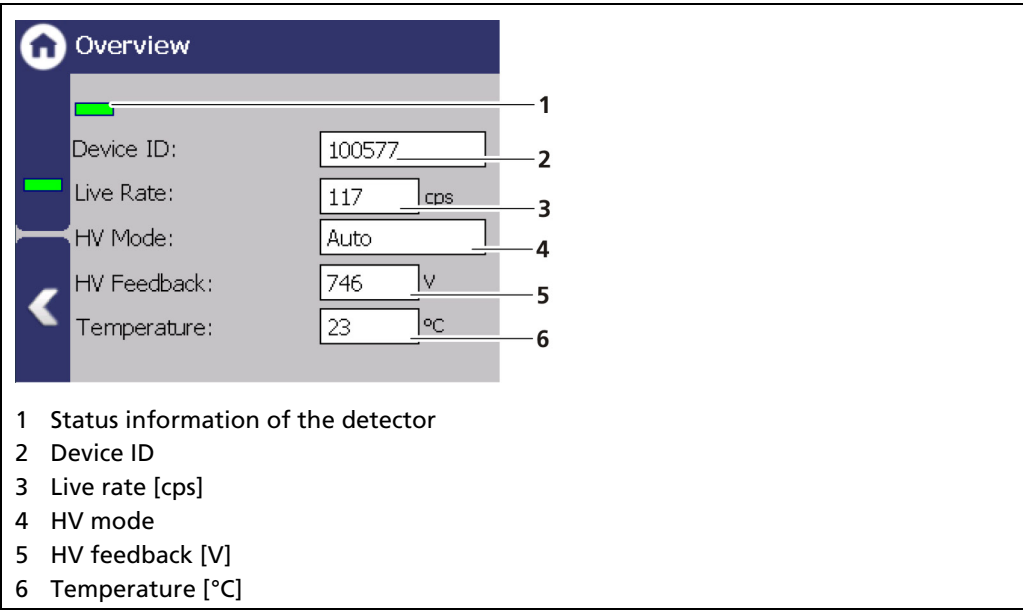 Overview
1
Device ID: 100577 2
Live Rate: 117 cps 3
HV Mode: Auto 4
HV Feedback: 746 V 5
Temperature: 23 °C 6
1 Status information of the detector
2 Device ID
3 Live rate [cps]
4 HV mode
5 HV feedback [V]
6 Temperature [°C]